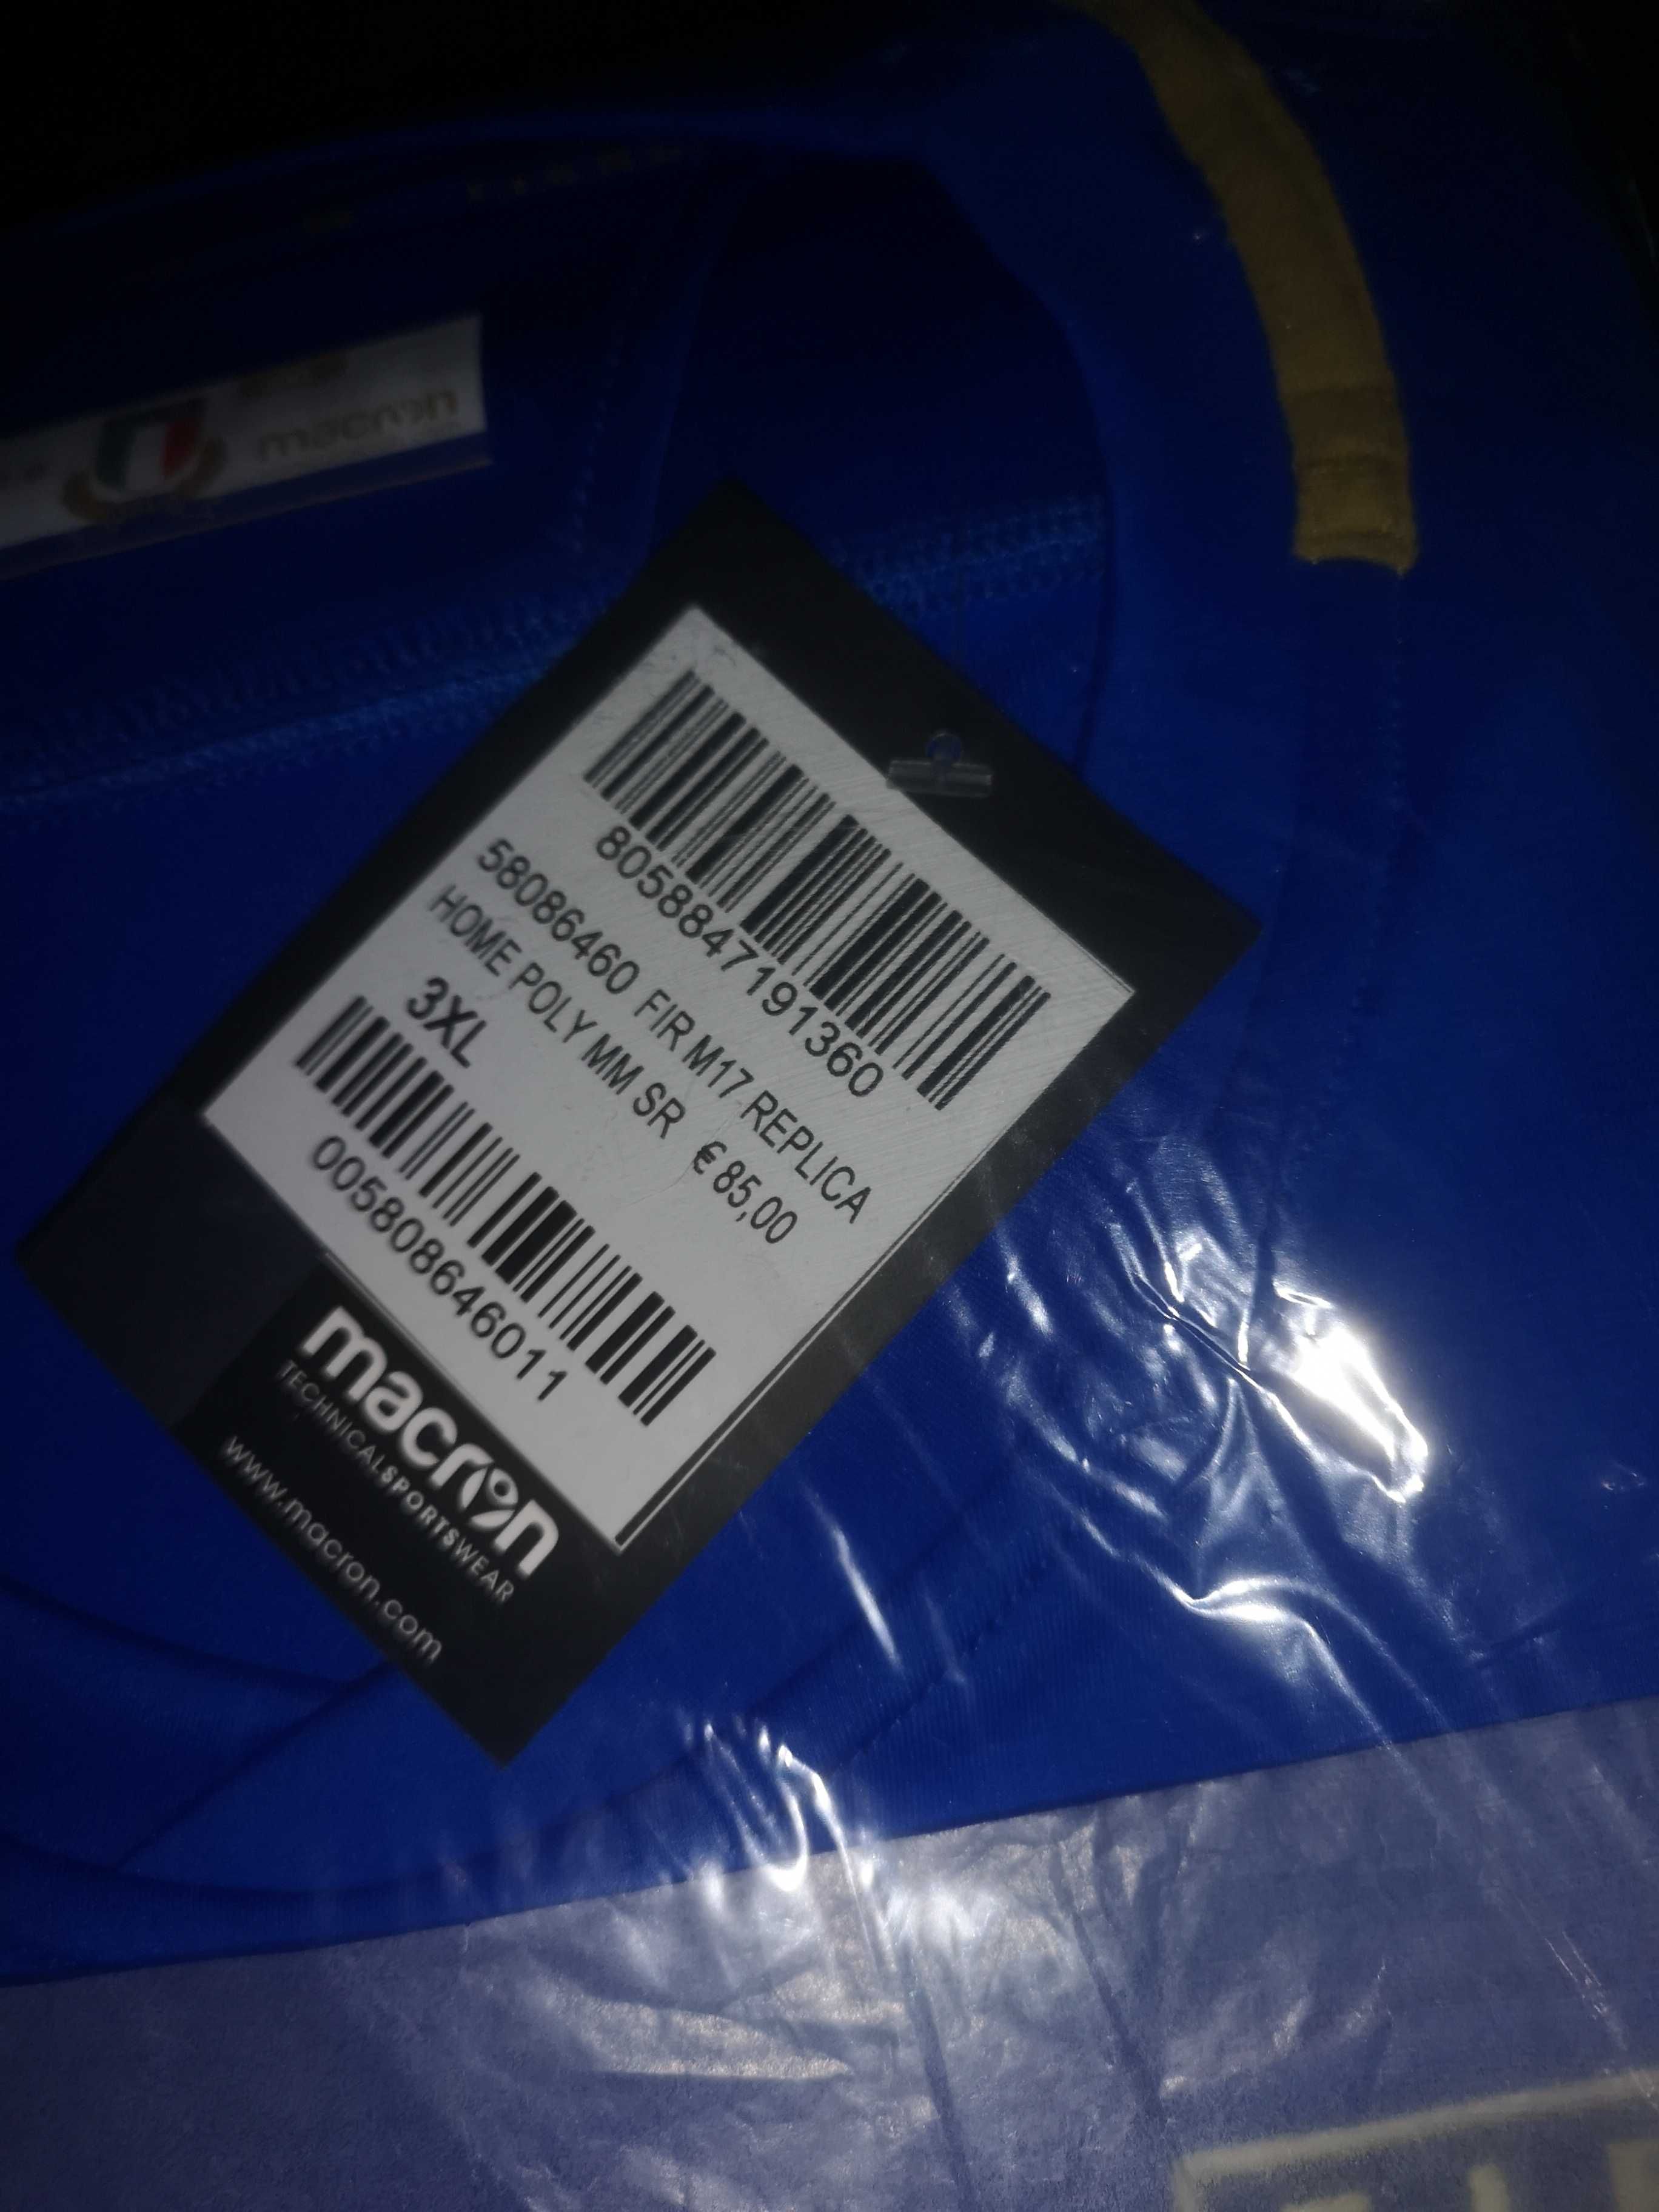 macron
8058847191360
58086460 FIR M17 REPLICA
HOME POLY MM SR € 85,00
3XL
005808646011
macron
TECHNICALSPORTSWEAR
www.macron.com